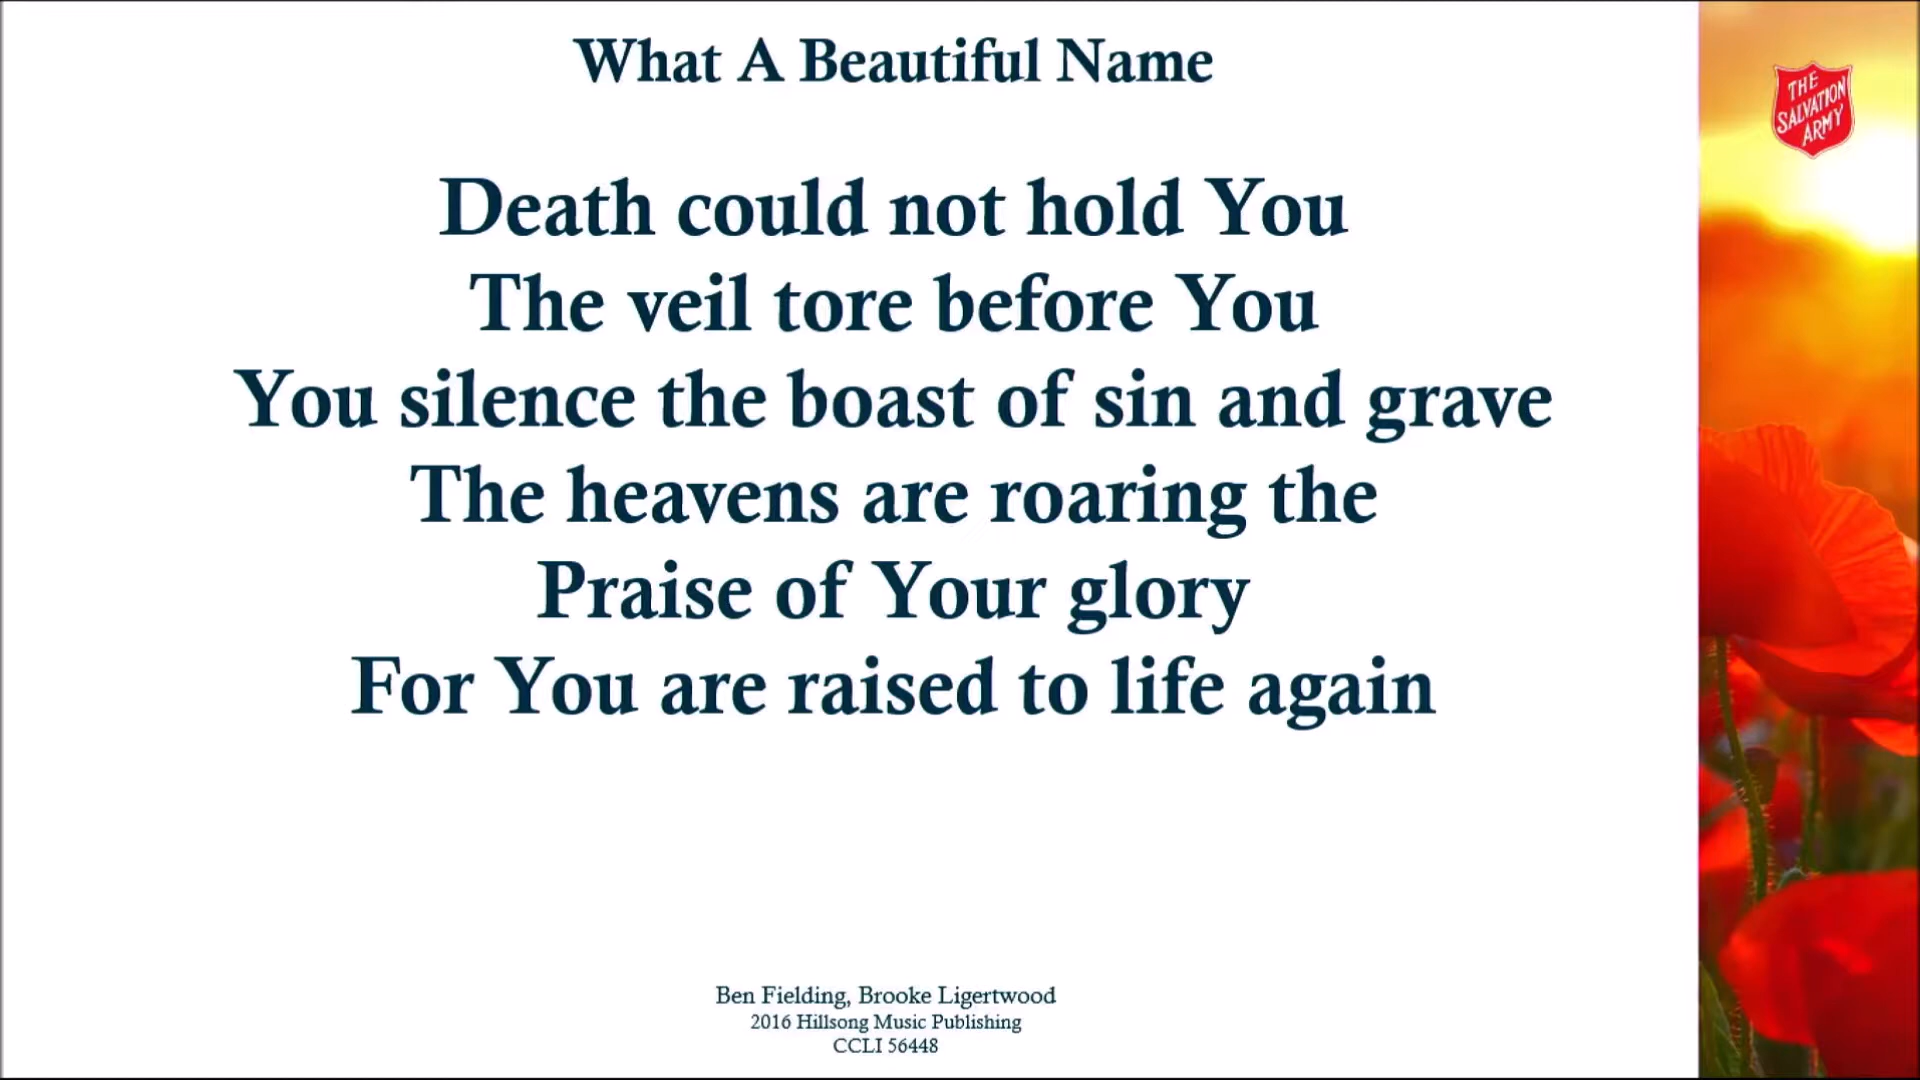 What A Beautiful Name
THE
SALVATION
ARMY
Death could not hold You
The veil tore before You
You silence the boast of sin and grave
The heavens are roaring the
Praise of Your glory
For You are raised to life again
Ben Fielding, Brooke Ligertwood
2016 Hillsong Music Publishing
CCLI 56448